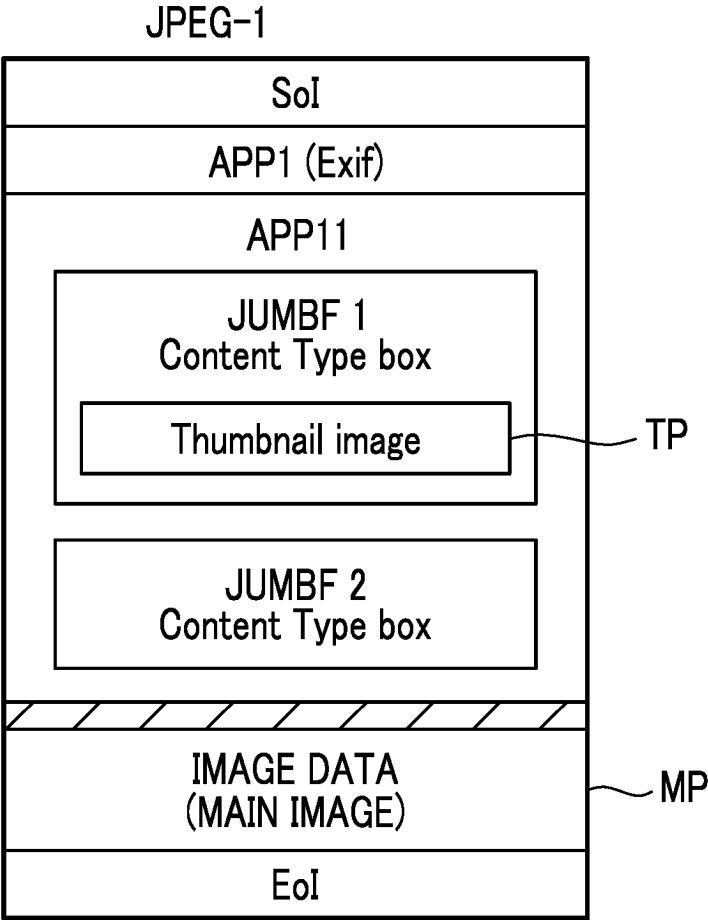 JPEG-1
SoI
APP1 (Exif)
APP11
JUMBF 1
Content Type box
Thumbnail image
TP
JUMBF 2
Content Type box
IMAGE DATA
(MAIN IMAGE)
MP
EoI